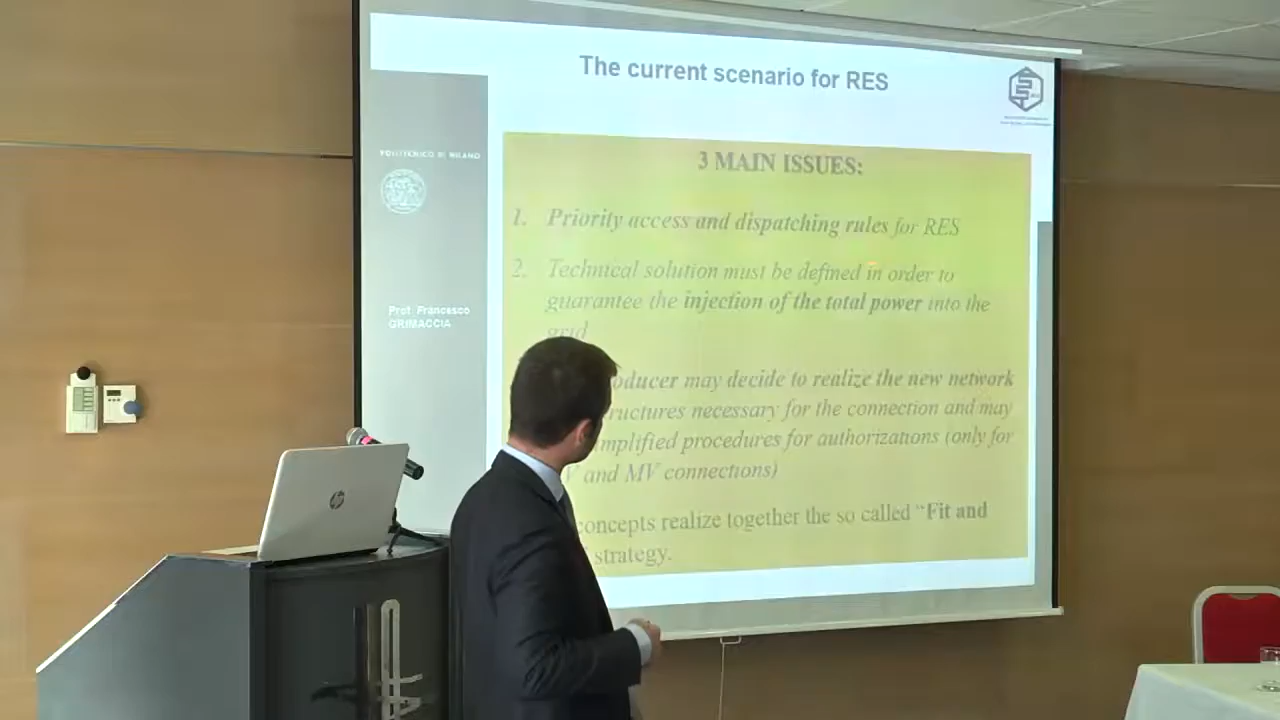 The current scenario for RES
POLITECNICO DI MILANO
Prof. Francesco
GRIMACCIA
3 MAIN ISSUES:
1. Priority access and dispatching rules for RES
2. Technical solution must be defined in order to
guarantee the injection of the total power into the
grid
may decide to realize the new network
necessary for the connection and may
procedures for authorizations (only for
and MV connections)
concepts realize together the so called "Fit and
strategy.
hp